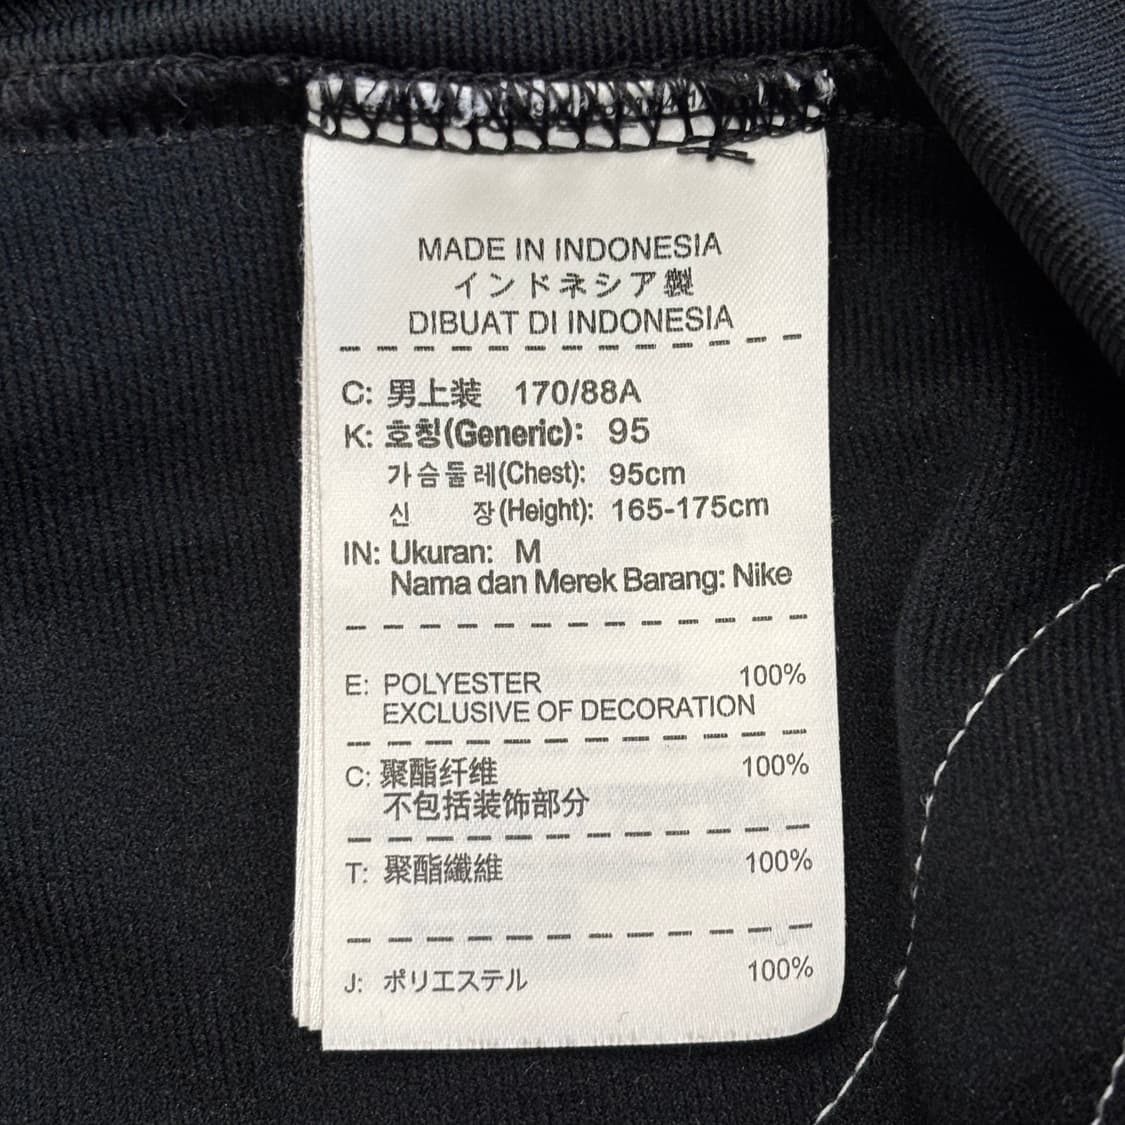 MADE IN INDONESIA
インドネシア製
DIBUAT DI INDONESIA
C: 男上装 170/88A
K: 호칭(Generic): 95
가슴둘레(Chest): 95cm
신 장(Height): 165-175cm
IN: Ukuran: M
Nama dan Merek Barang: Nike
E: POLYESTER 100%
EXCLUSIVE OF DECORATION
C: 聚酯纤维 100%
不包括装饰部分
T: 聚酯纖維 100%
J: ポリエステル 100%